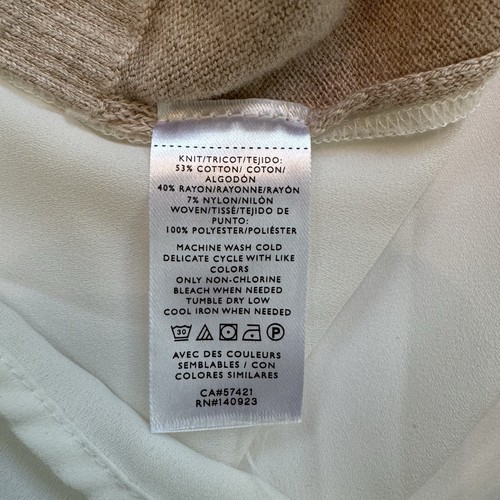 KNIT/TRICOT/TEJIDO:
53% COTTON/ COTON/
ALGODÓN
40% RAYON/RAYONNE/RAYÓN
7% NYLON/NILÓN
WOVEN/TISSÉ/TEJIDO DE
PUNTO:
100% POLYESTER/POLIÉSTER
MACHINE WASH COLD
DELICATE CYCLE WITH LIKE
COLORS
ONLY NON-CHLORINE
BLEACH WHEN NEEDED
TUMBLE DRY LOW
COOL IRON WHEN NEEDED
30 P
AVEC DES COULEURS
SEMBLABLES / CON
COLORES SIMILARES
CA#57421
RN#140923